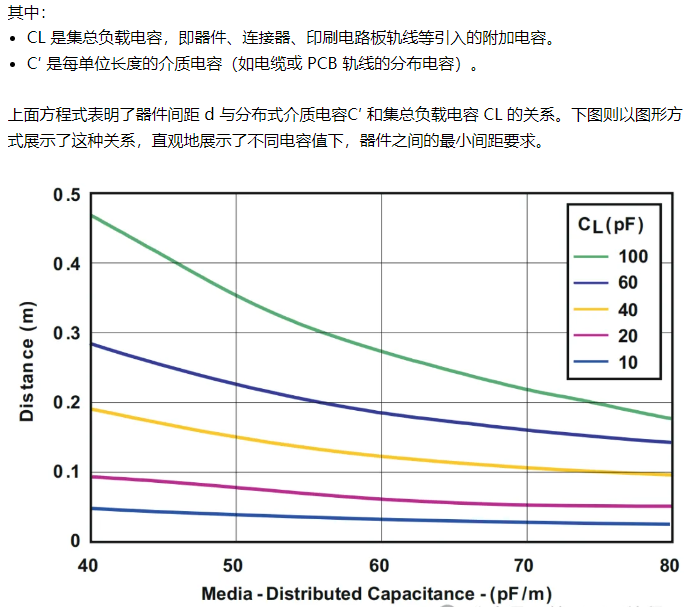 其中:
• CL 是集总负载电容，即器件、连接器、印刷电路板轨线等引入的附加电容。
• C′ 是每单位长度的介质电容（如电缆或 PCB 轨线的分布电容）。
上面方程式表明了器件间距 d 与分布式介质电容C′ 和集总负载电容 CL 的关系。下图则以图形方
式展示了这种关系，直观地展示了不同电容值下，器件之间的最小间距要求。
0.5
0.4
0.3
0.2
0.1
0
Distance (m)
CL(pF)
100
60
40
20
10
40 50 60 70 80
Media - Distributed Capacitance - (pF/m)